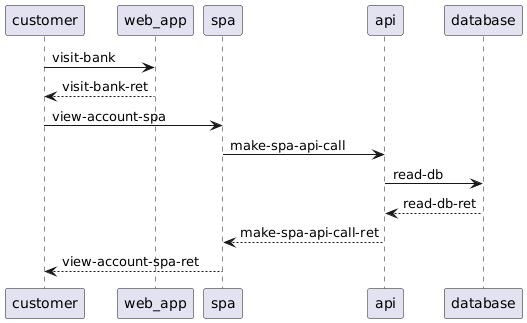 customer web_app spa api database
visit-bank
visit-bank-ret
view-account-spa
make-spa-api-call
read-db
read-db-ret
make-spa-api-call-ret
view-account-spa-ret
customer web_app spa api database